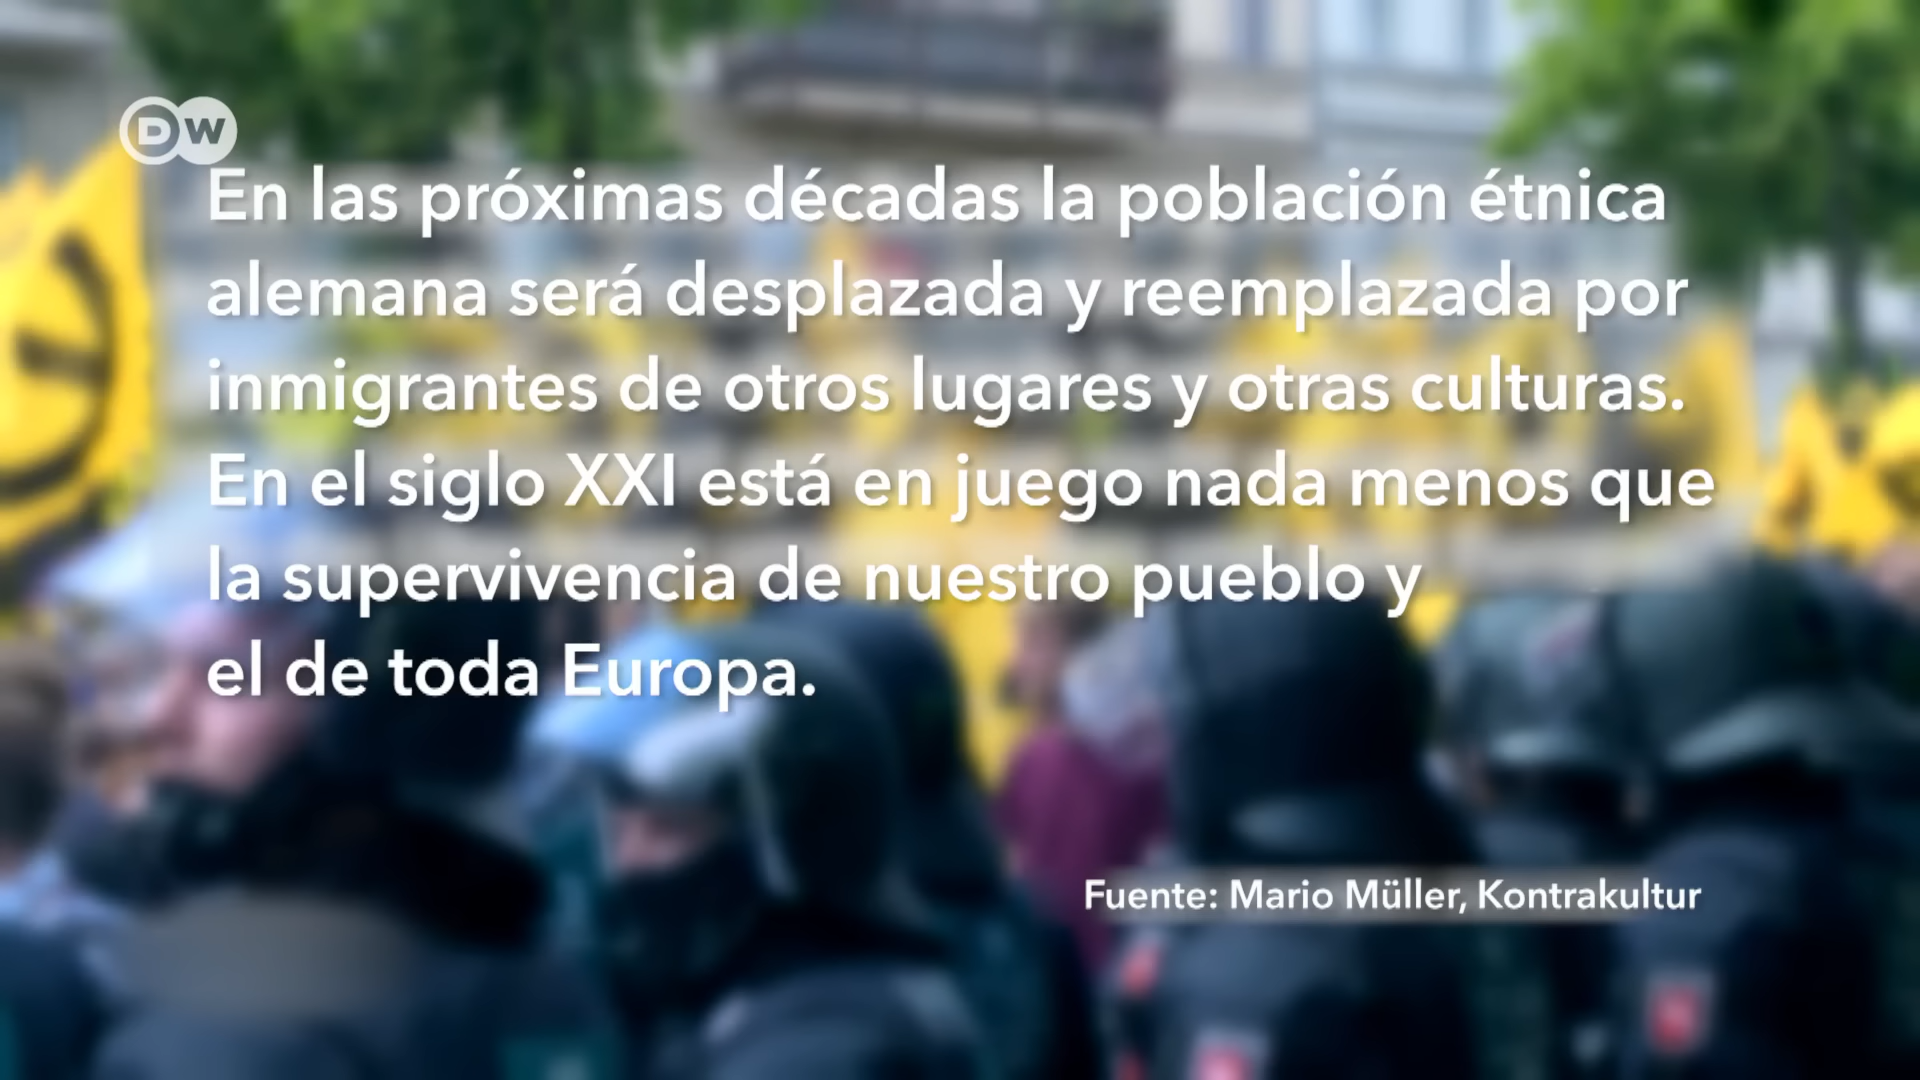 DW
En las próximas décadas la población étnica
alemana será desplazada y reemplazada por
inmigrantes de otros lugares y otras culturas.
En el siglo XXI está en juego nada menos que
la supervivencia de nuestro pueblo y
el de toda Europa.
Fuente: Mario Müller, Kontrakultur